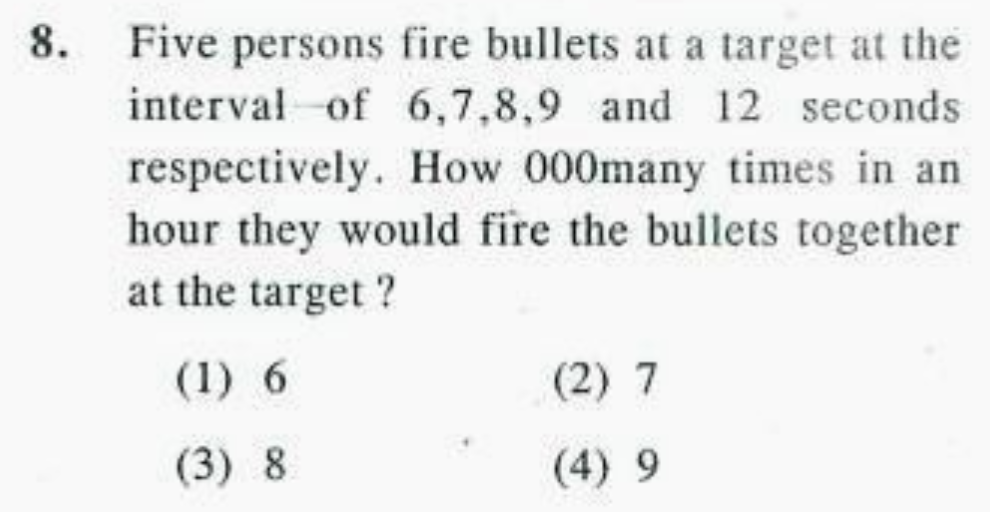 8. Five persons fire bullets at a target at the
interval of 6,7,8,9 and 12 seconds
respectively. How 000many times in an
hour they would fire the bullets together
at the target ?
(1) 6 (2) 7
(3) 8 (4) 9